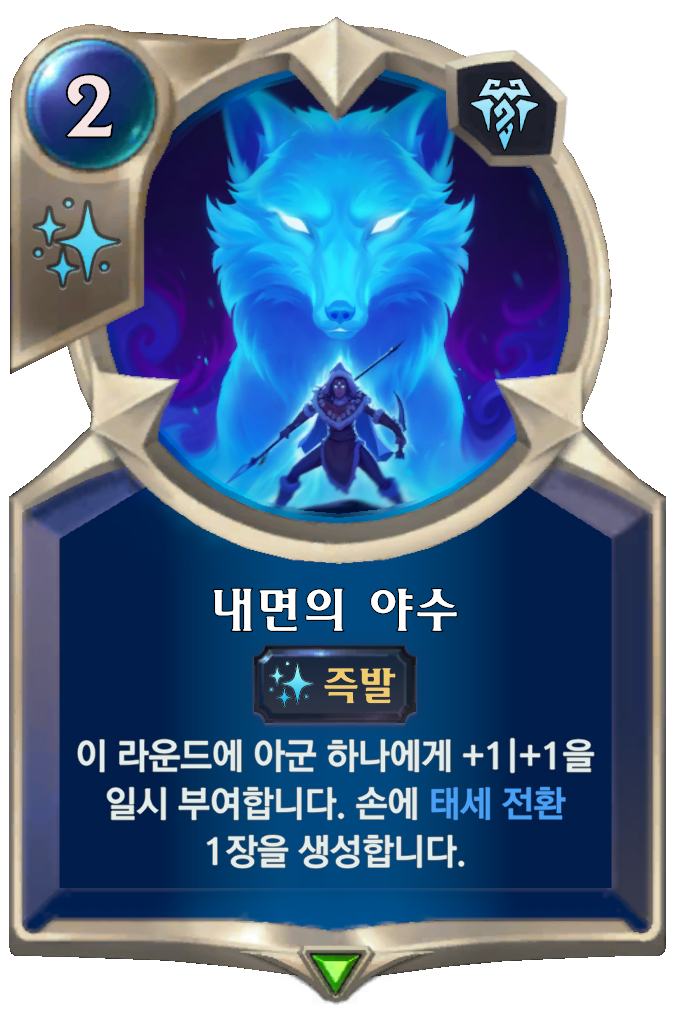 2
내면의 야수
즉발
이 라운드에 아군 하나에게 +1|+1을
일시 부여합니다. 손에 태세 전환
1장을 생성합니다.